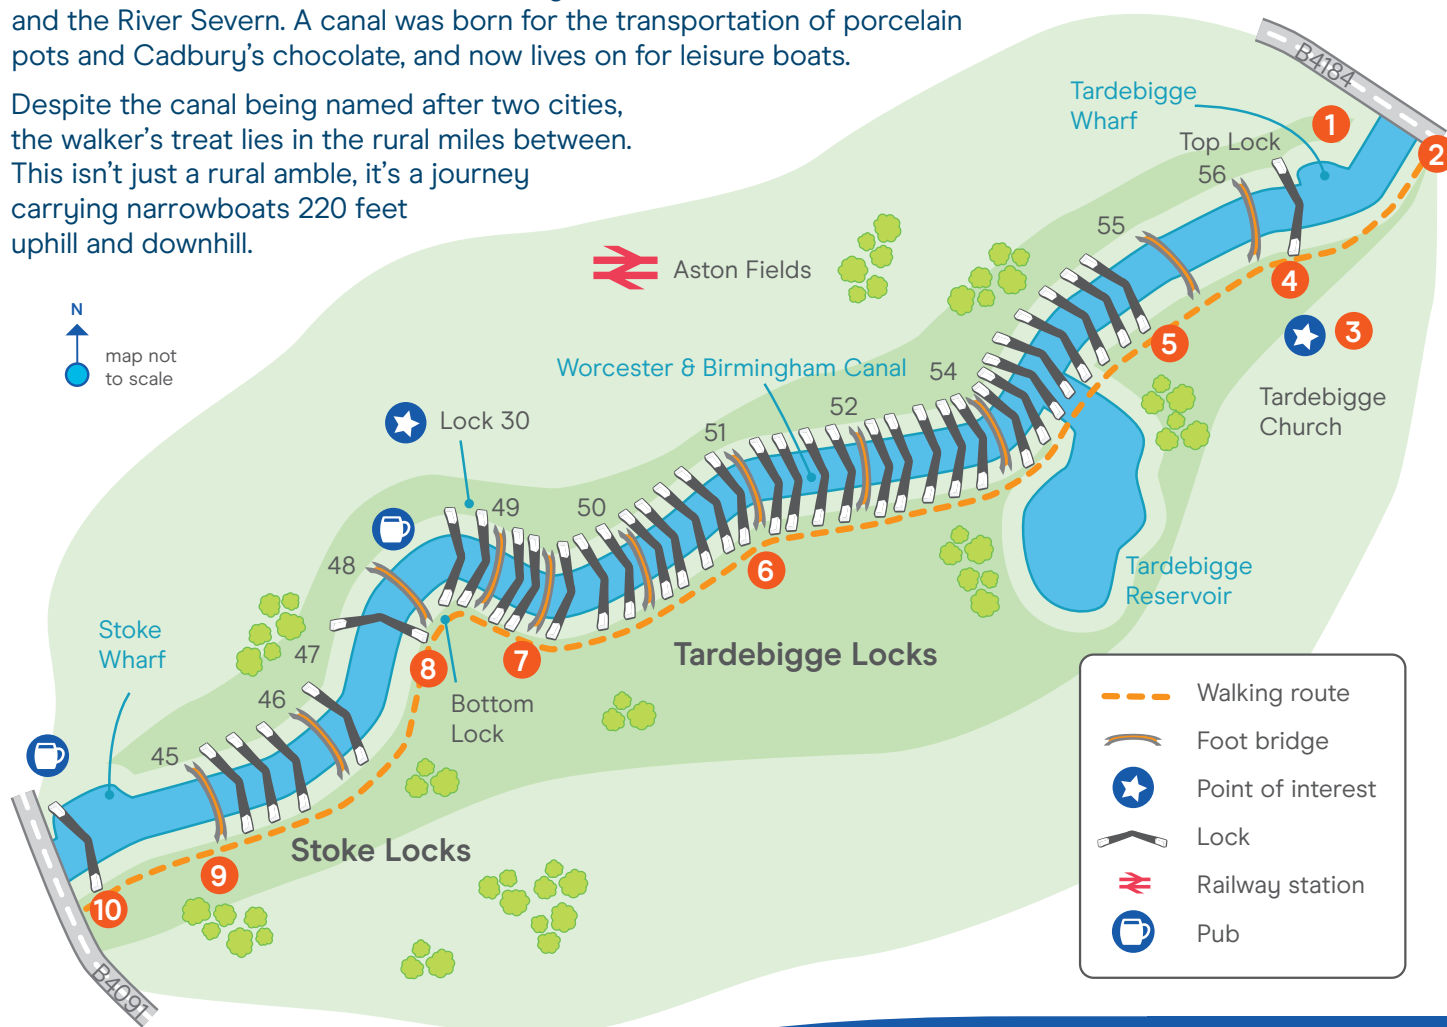 and the River Severn. A canal was born for the transportation of porcelain
pots and Cadbury's chocolate, and now lives on for leisure boats.
Despite the canal being named after two cities,
the walker's treat lies in the rural miles between.
This isn't just a rural amble, it's a journey
carrying narrowboats 220 feet
uphill and downhill.
N
map not
to scale
B4184
Tardebigge
Wharf
1
2
Top Lock
56
55
4
3
5
Tardebigge
Church
Aston Fields
Worcester & Birmingham Canal
54
52
51
Lock 30
49
50
48
47
46
45
6
7
8
Tardebigge
Reservoir
Tardebigge Locks
Stoke
Wharf
Bottom
Lock
Stoke Locks
9
10
B4091
Walking route
Foot bridge
Point of interest
Lock
Railway station
Pub